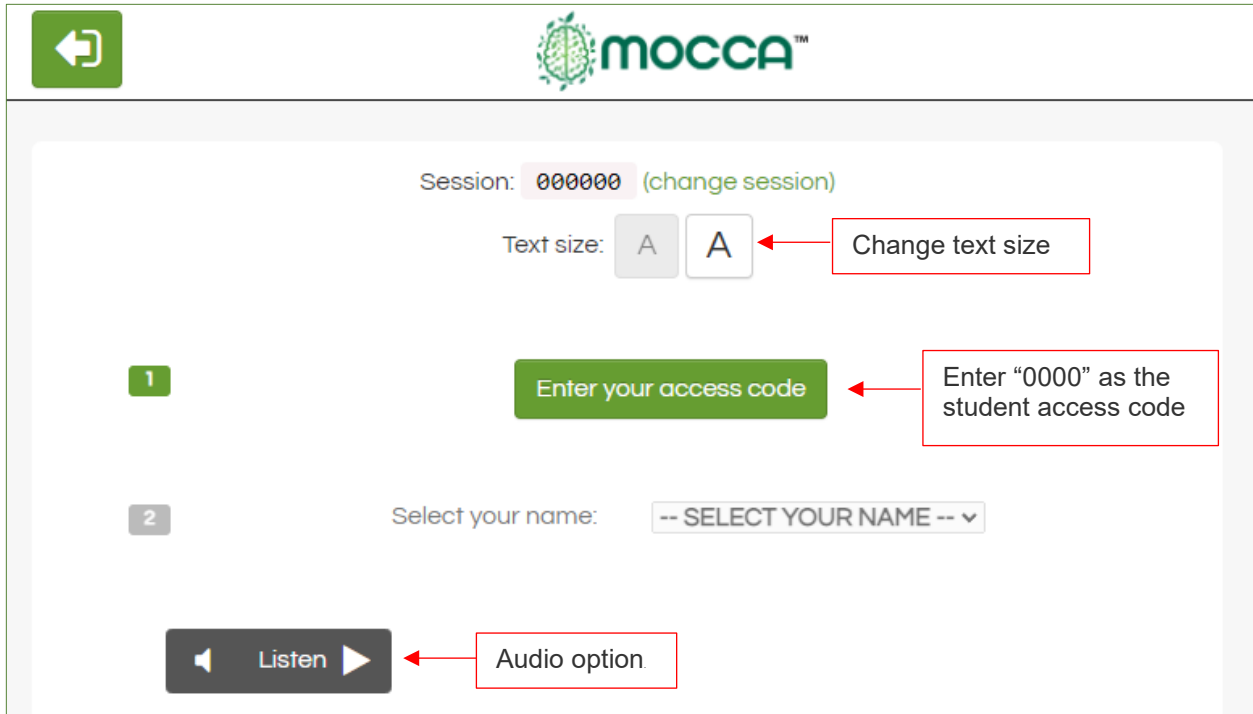 mocca™
Session: 000000 (change session)
Text size: A A
Change text size
1
Enter your access code
Enter “0000” as the
student access code
2
Select your name:
-- SELECT YOUR NAME --
Listen
Audio option